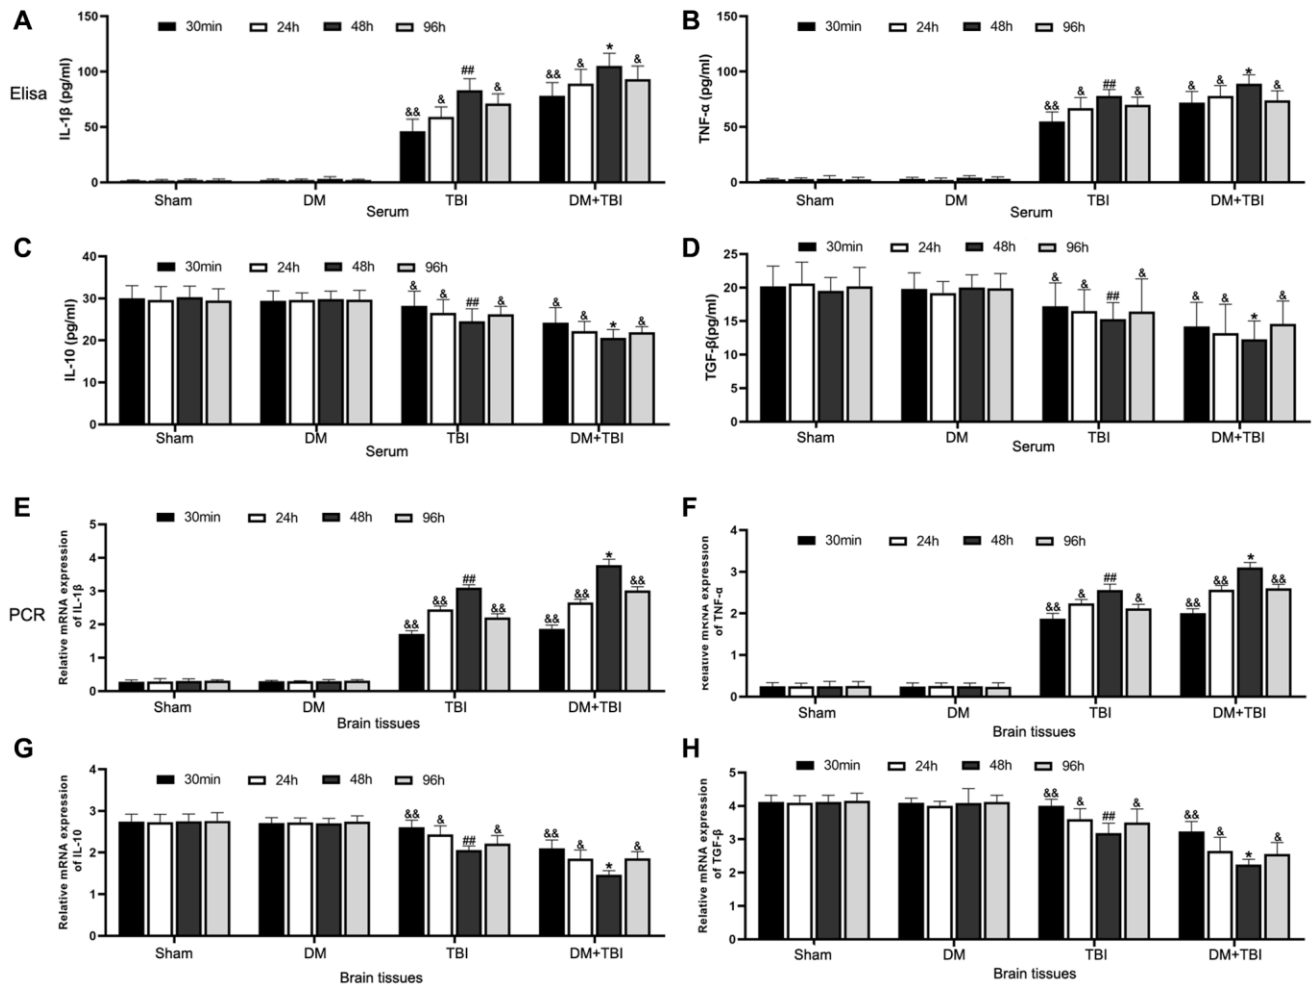 A
30min 24h 48h 96h
Elisa
IL-1β (pg/ml)
150
100
50
0
&& & ## &
&& & * &
Sham DM TBI DM+TBI
Serum
B
30min 24h 48h 96h
TNF-α (pg/ml)
150
100
50
0
&& & ## &
& & * &
Sham DM TBI DM+TBI
Serum
C
30min 24h 48h 96h
IL-10 (pg/ml)
40
30
20
10
0
& & ## &
& & * &
Sham DM TBI DM+TBI
Serum
D
30min 24h 48h 96h
TGF-β(pg/ml)
25
20
15
10
5
0
& & ## &
& & * &
Sham DM TBI DM+TBI
Serum
E
30min 24h 48h 96h
PCR
Relative mRNA expression
of IL-1β
5
4
3
2
1
0
&& && ## &&
&& && * &&
Sham DM TBI DM+TBI
Brain tissues
F
30min 24h 48h 96h
Relative mRNA expression
of TNF-α
4
3
2
1
0
&& & ## &
&& && * &&
Sham DM TBI DM+TBI
Brain tissues
G
30min 24h 48h 96h
Relative mRNA expression
of IL-10
4
3
2
1
0
&& & ## &
&& & * &
Sham DM TBI DM+TBI
Brain tissues
H
30min 24h 48h 96h
Relative mRNA expression
of TGF-β
5
4
3
2
1
0
&& & ## &
&& & * &
Sham DM TBI DM+TBI
Brain tissues